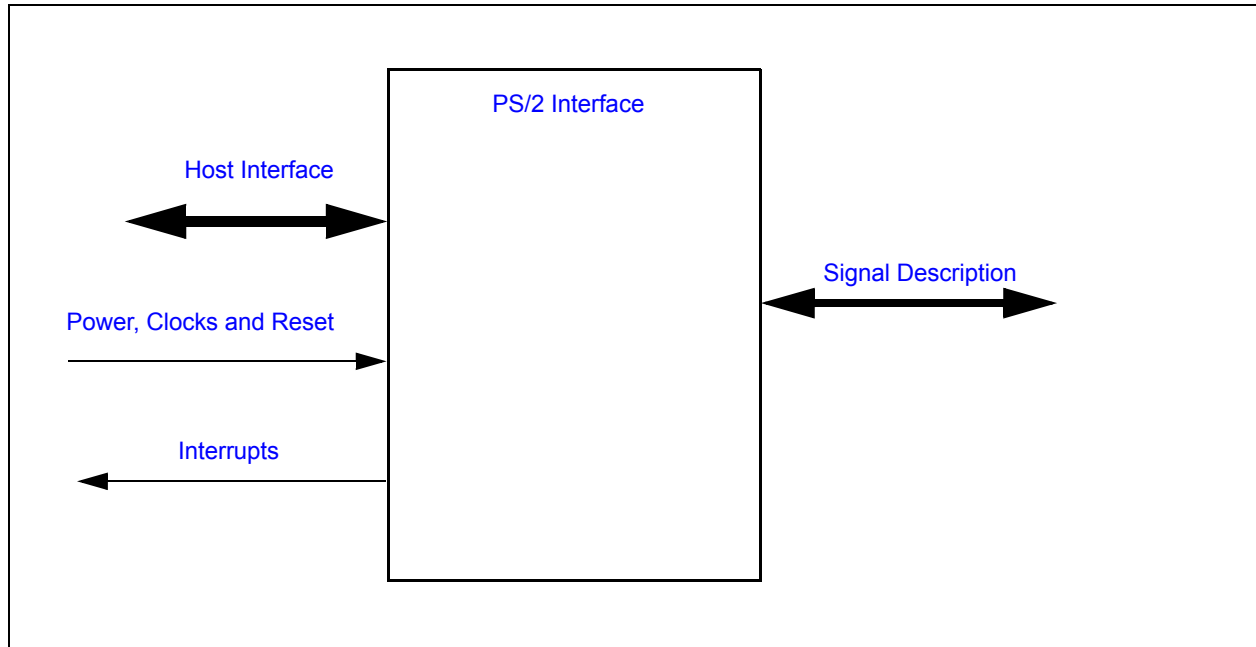 PS/2 Interface
Host Interface
Signal Description
Power, Clocks and Reset
Interrupts